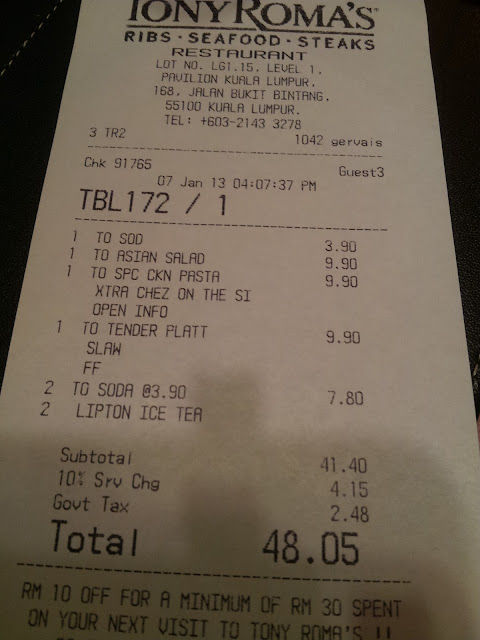 TONY ROMA'S
RIBS · SEAFOOD · STEAKS
RESTAURANT
LOT NO. LG1.15, LEVEL 1,
PAVILION KUALA LUMPUR,
168, JALAN BUKIT BINTANG,
55100 KUALA LUMPUR.
TEL: +603-2143 3278
3 TR2 1042 gervais
Chk 91765 Guest3
07 Jan 13 04:07:37 PM
TBL172 / 1
1 TO SOD 3.90
1 TO ASIAN SALAD 9.90
1 TO SPC CKN PASTA 9.90
XTRA CHEZ ON THE SI
OPEN INFO
1 TO TENDER PLATT 9.90
SLAW
FF
2 TO SODA @3.90 7.80
2 LIPTON ICE TEA
Subtotal 41.40
10% Srv Chg 4.15
Govt Tax 2.48
Total 48.05
RM 10 OFF FOR A MINIMUM OF RM 30 SPENT
ON YOUR NEXT VISIT TO TONY ROMA'S !!